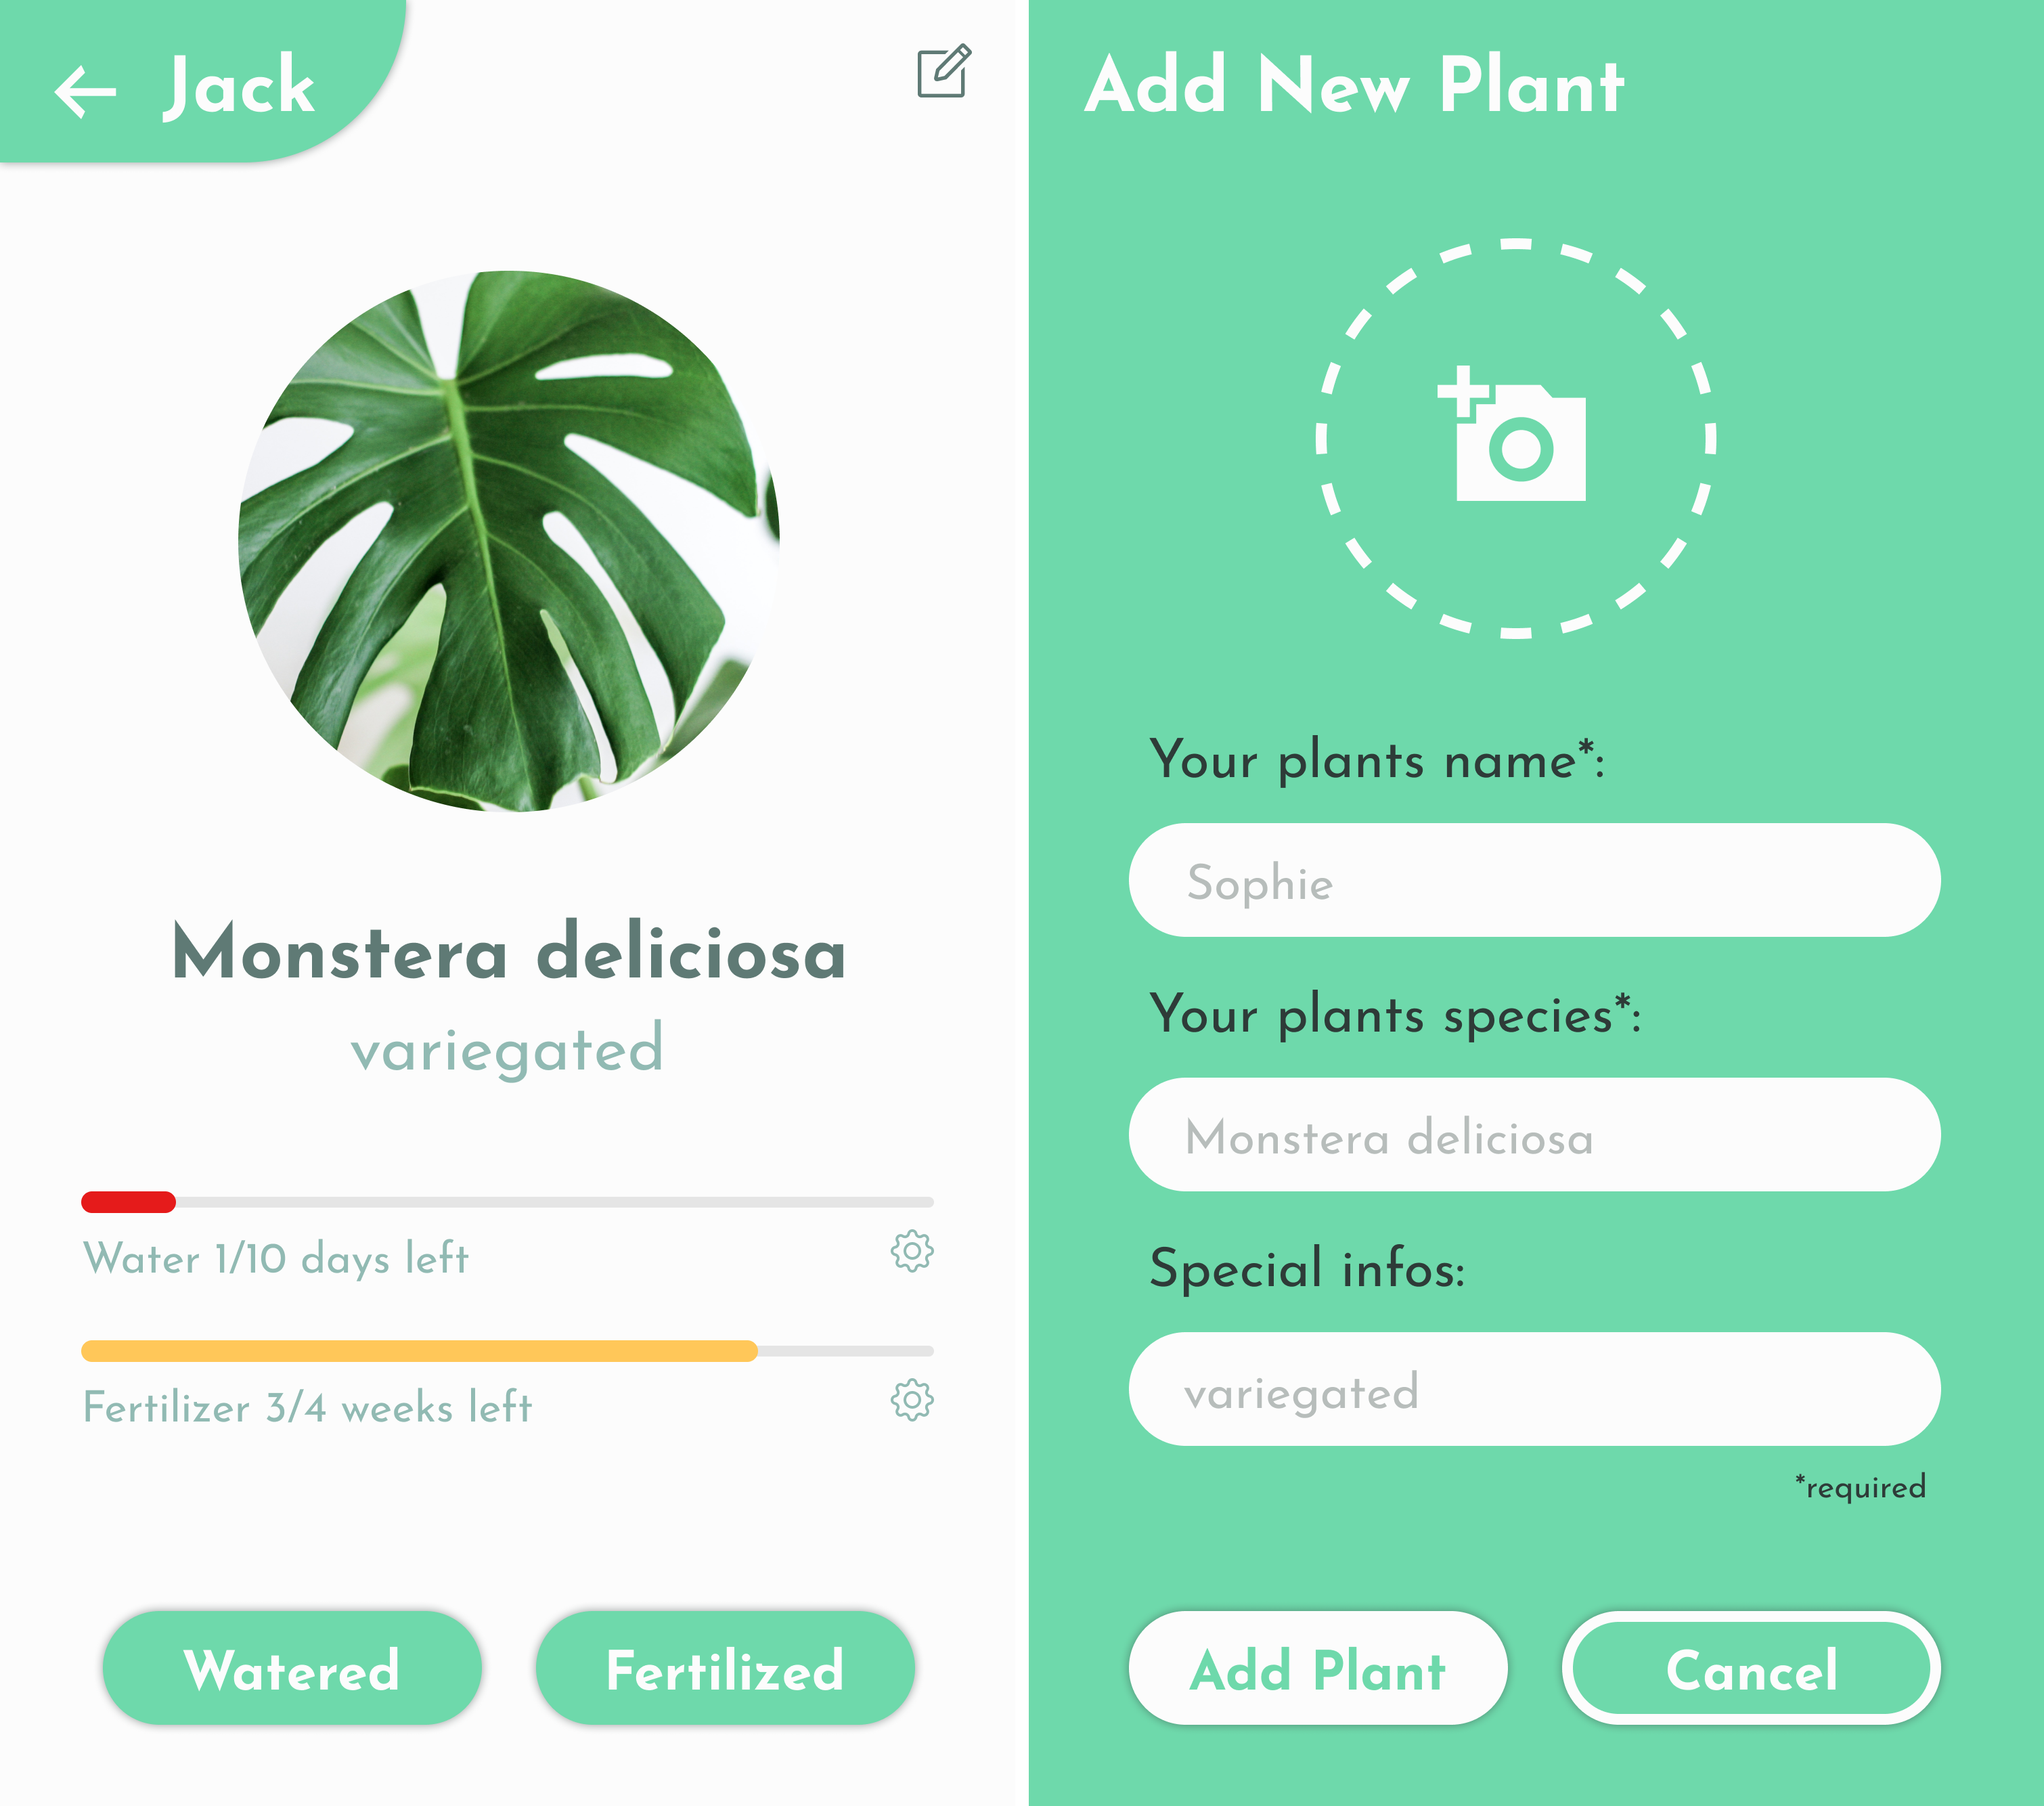 Jack
Monstera deliciosa
variegated
Water 1/10 days left
Fertilizer 3/4 weeks left
Watered
Fertilized
Add New Plant
Your plants name*:
Sophie
Your plants species*:
Monstera deliciosa
Special infos:
variegated
*required
Add Plant
Cancel